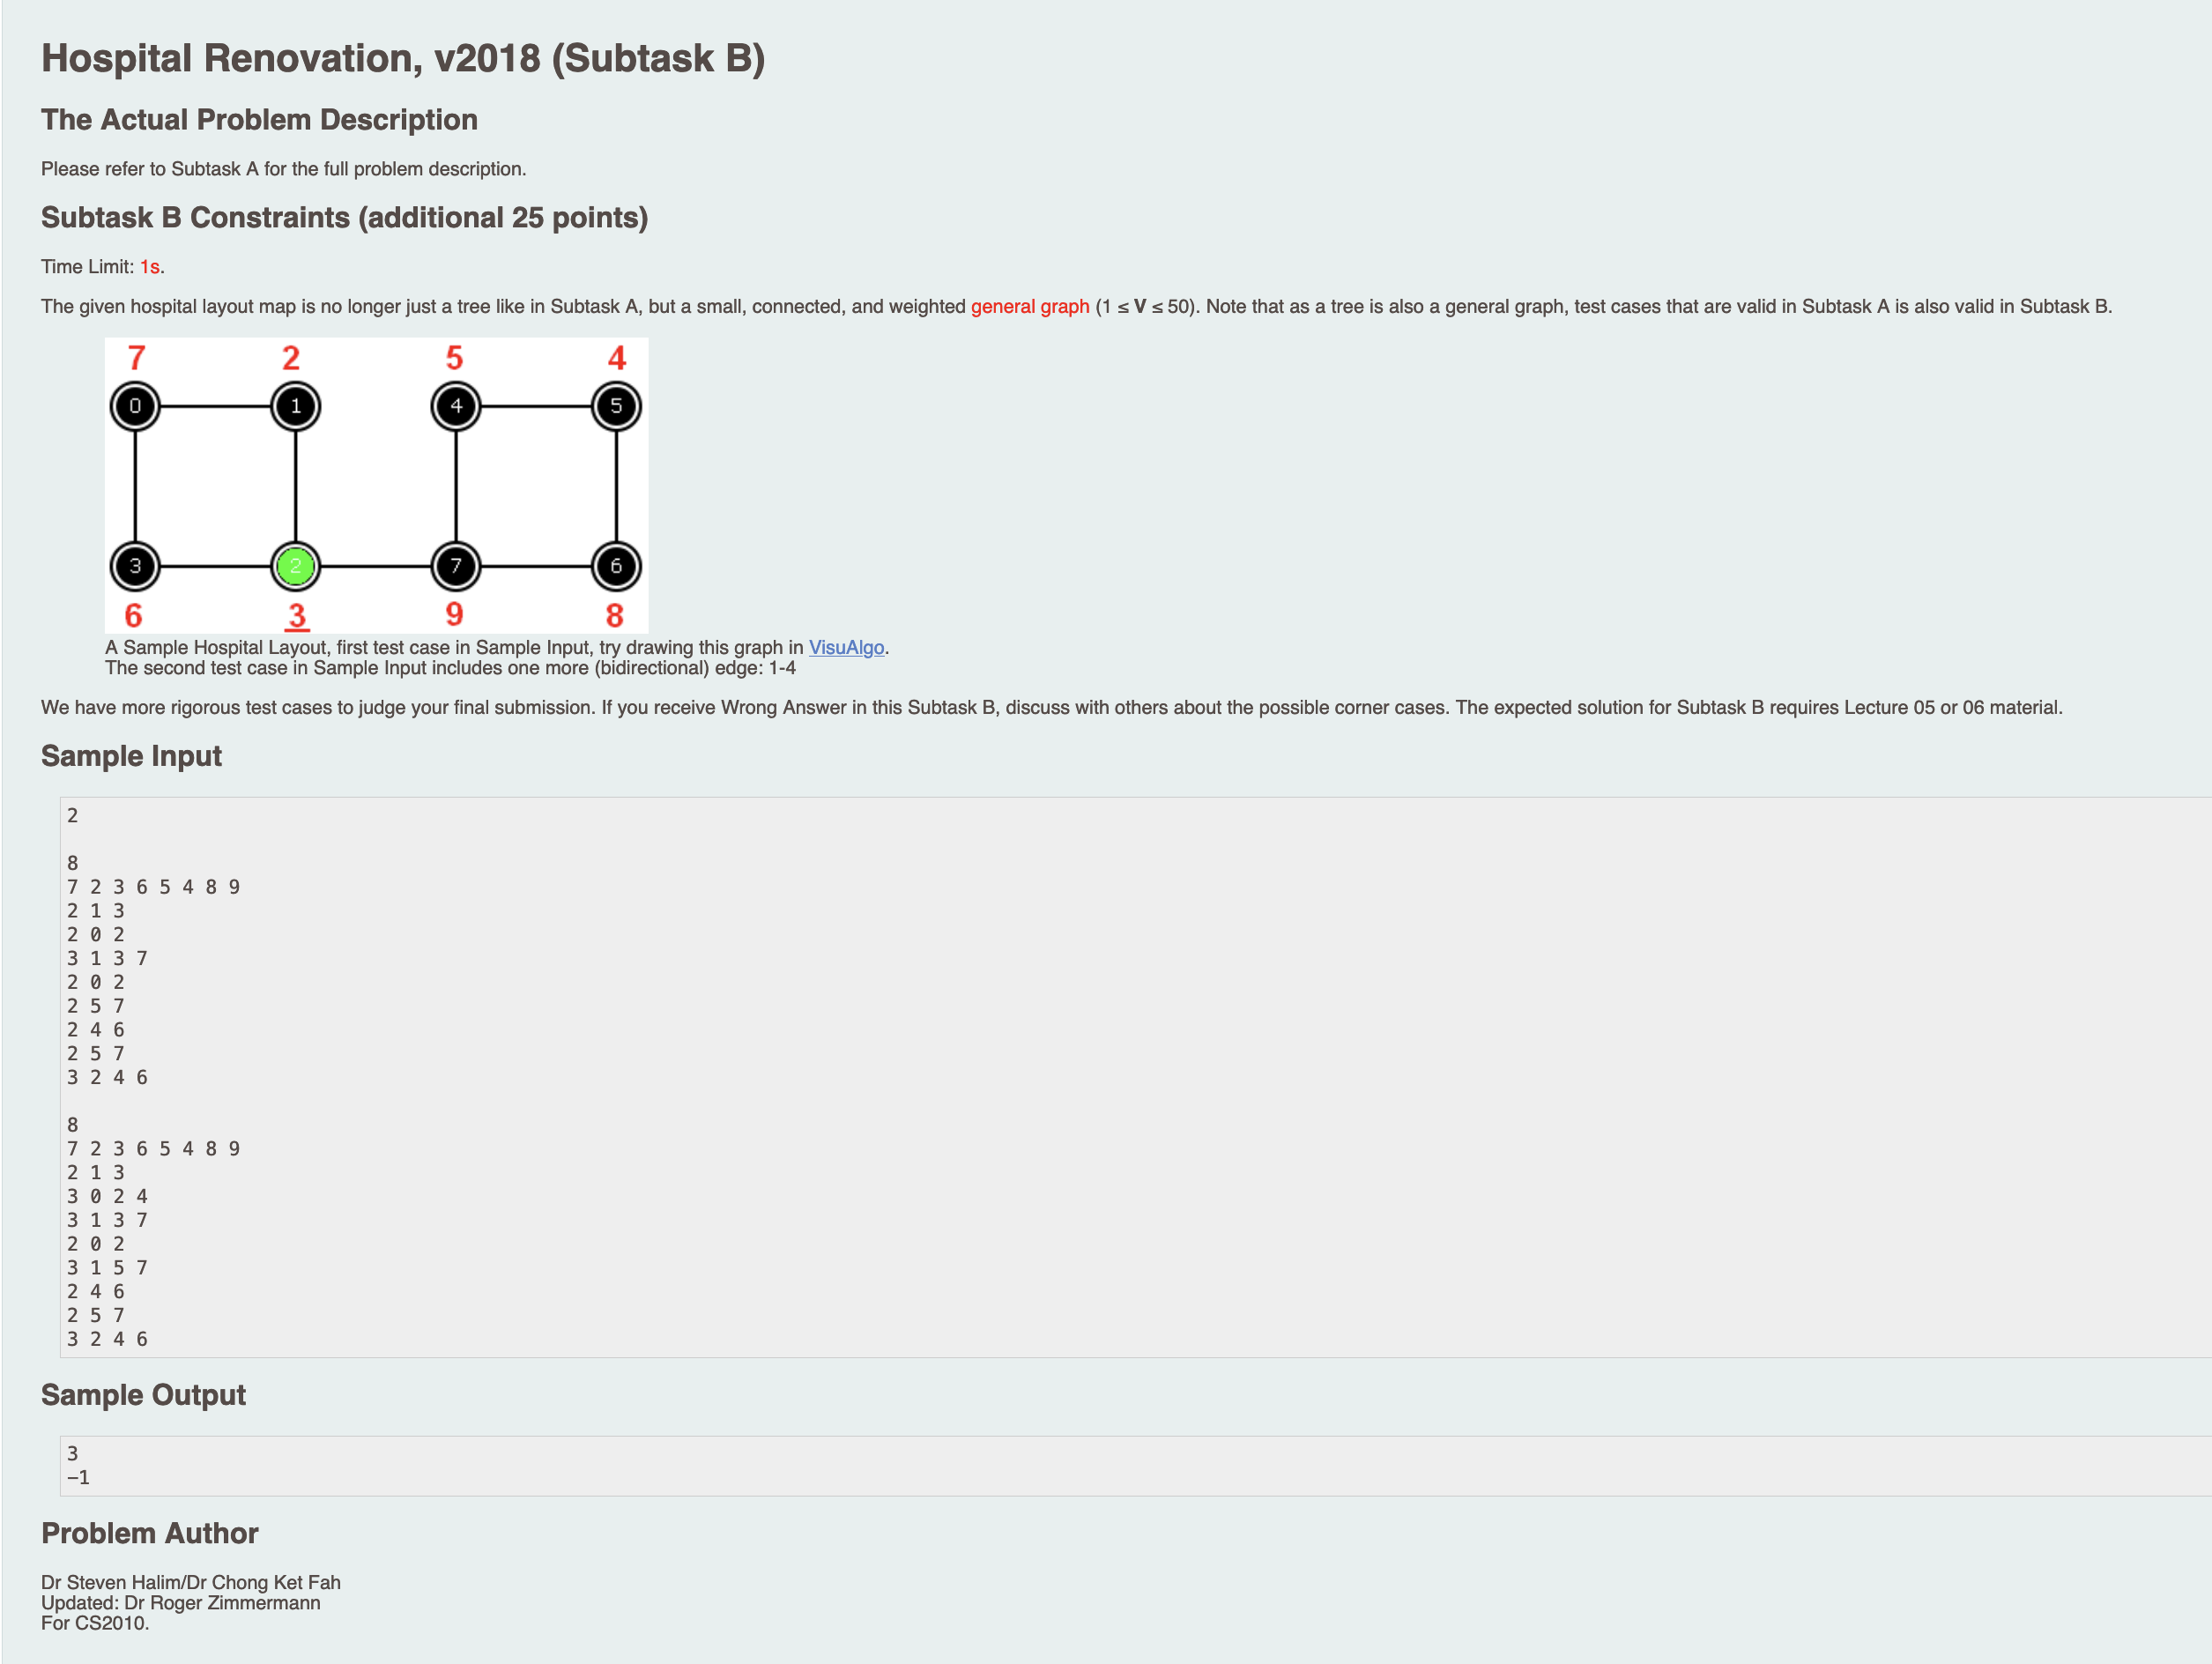 Hospital Renovation, v2018 (Subtask B)
The Actual Problem Description
Please refer to Subtask A for the full problem description.
Subtask B Constraints (additional 25 points)
Time Limit: 1s.
The given hospital layout map is no longer just a tree like in Subtask A, but a small, connected, and weighted general graph (1 ≤ V ≤ 50). Note that as a tree is also a general graph, test cases that are valid in Subtask A is also valid in Subtask B.
7 2 5 4
0 1 4 5
3 2 7 6
6 3 9 8
A Sample Hospital Layout, first test case in Sample Input, try drawing this graph in VisuAlgo.
The second test case in Sample Input includes one more (bidirectional) edge: 1-4
We have more rigorous test cases to judge your final submission. If you receive Wrong Answer in this Subtask B, discuss with others about the possible corner cases. The expected solution for Subtask B requires Lecture 05 or 06 material.
Sample Input
2
8
7 2 3 6 5 4 8 9
2 1 3
2 0 2
3 1 3 7
2 0 2
2 5 7
2 4 6
2 5 7
3 2 4 6
8
7 2 3 6 5 4 8 9
2 1 3
3 0 2 4
3 1 3 7
2 0 2
3 1 5 7
2 4 6
2 5 7
3 2 4 6
Sample Output
3
-1
Problem Author
Dr Steven Halim/Dr Chong Ket Fah
Updated: Dr Roger Zimmermann
For CS2010.